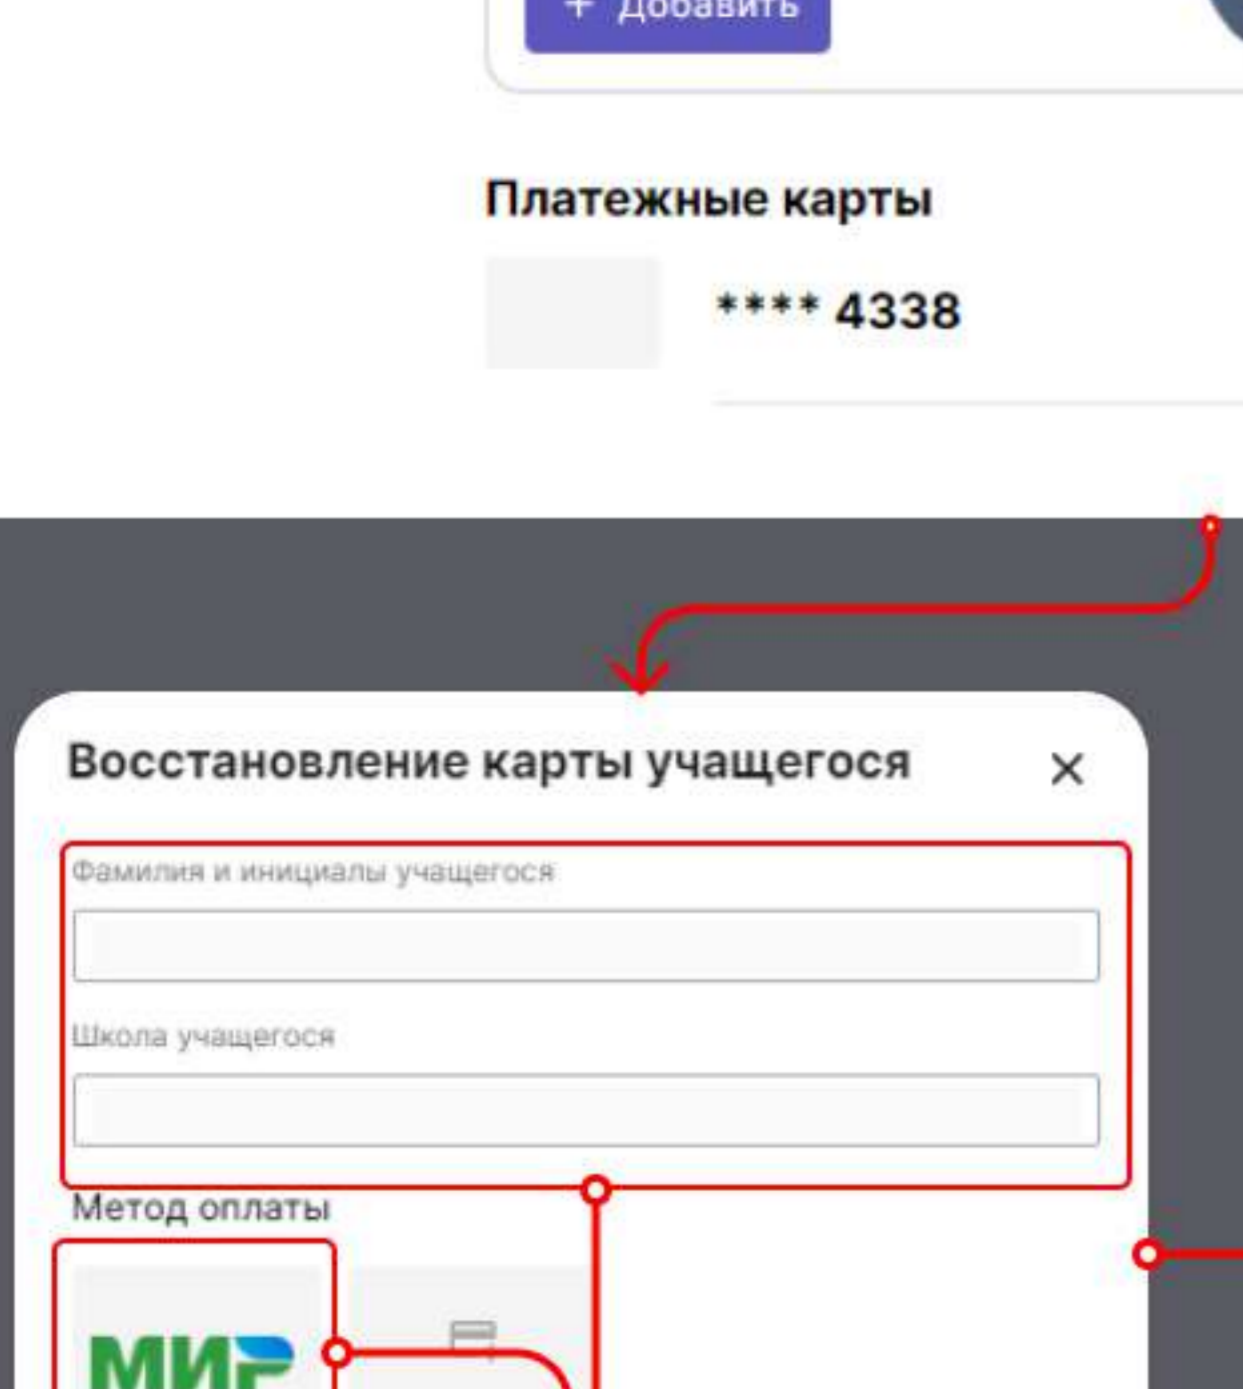 + Добавить
Платежные карты
**** 4338
Восстановление карты учащегося
Фамилия и инициалы учащегося
Школа учащегося
Метод оплаты
МИР